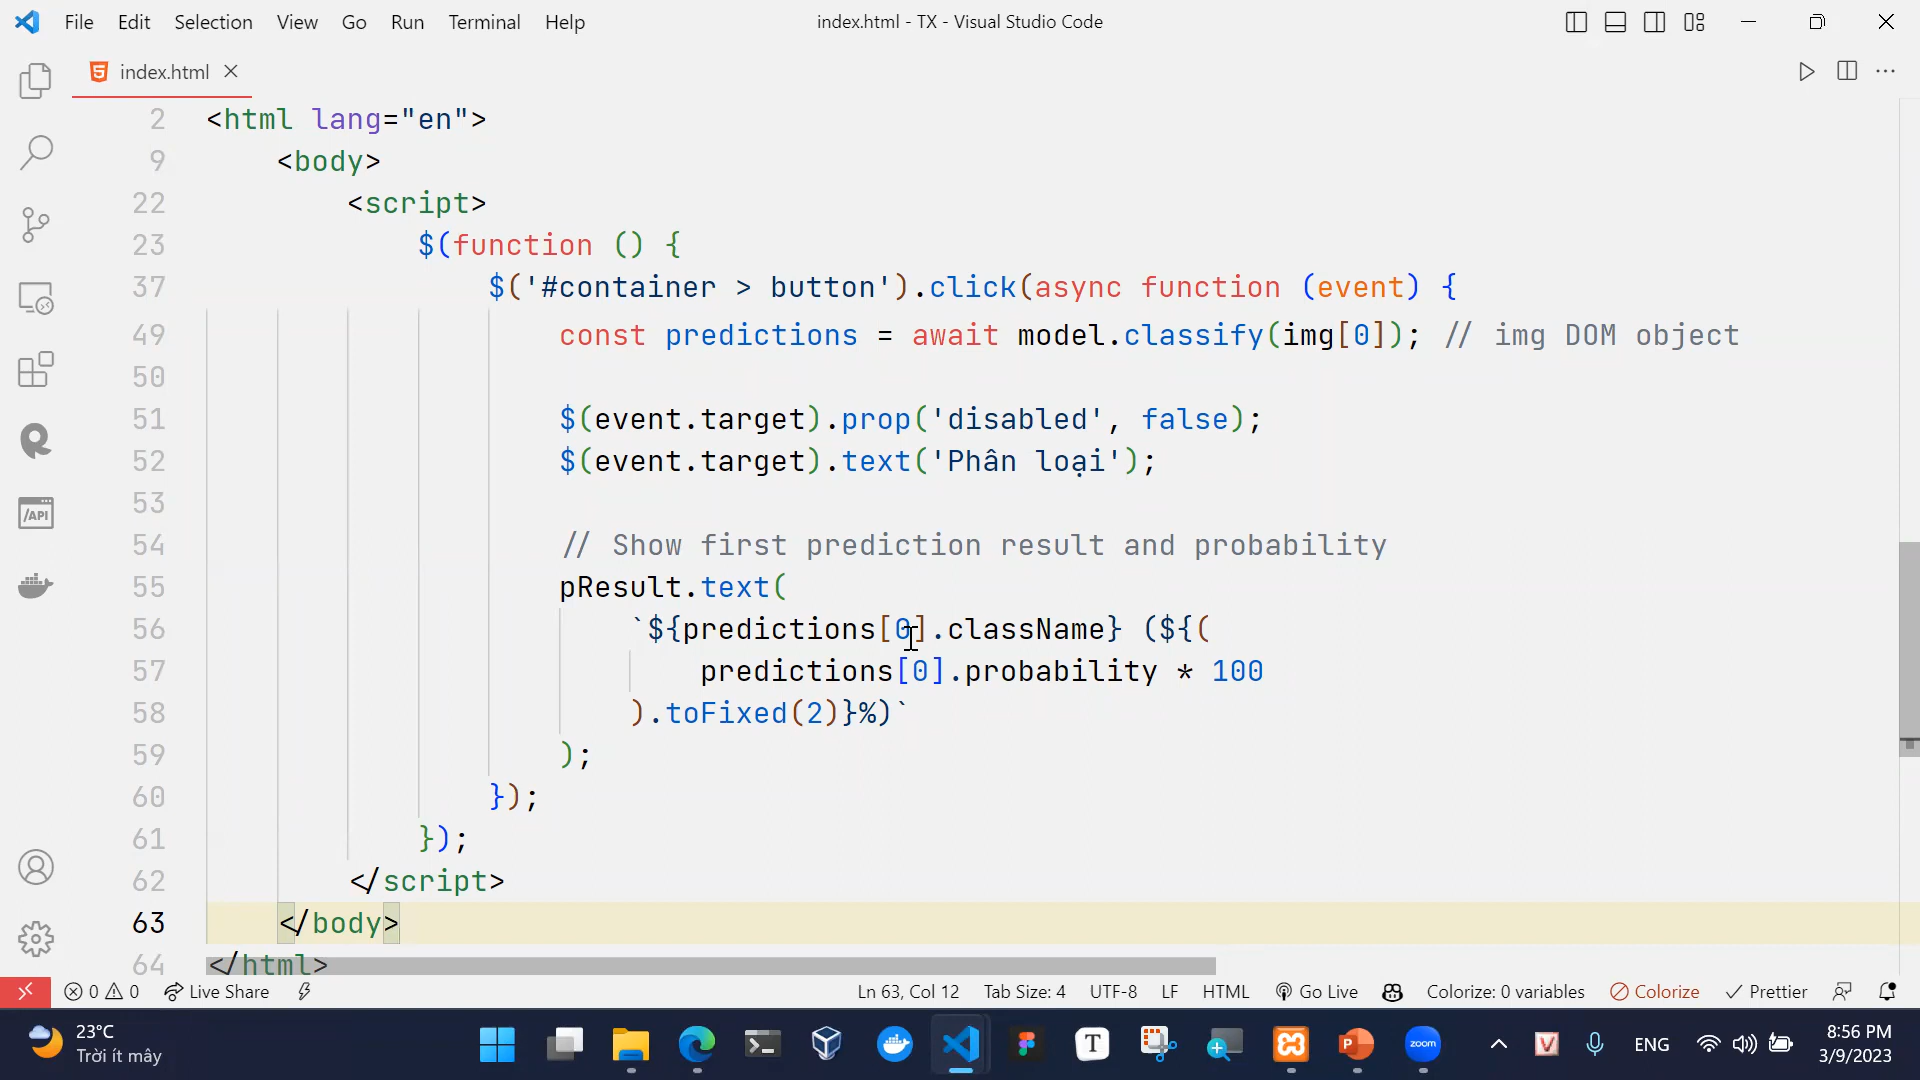 File Edit Selection View Go Run Terminal Help index.html - TX - Visual Studio Code
index.html
2 <html lang="en">
9 <body>
22 <script>
23 $(function () {
37 $('#container > button').click(async function (event) {
49 const predictions = await model.classify(img[0]); // img DOM object
50
51 $(event.target).prop('disabled', false);
52 $(event.target).text('Phân loại');
53
54 // Show first prediction result and probability
55 pResult.text(
56 `${predictions[0].className} (${(
57 predictions[0].probability * 100
58 ).toFixed(2)}%)`
59 );
60 });
61 });
62 </script>
63 </body>
64 </html>
/API
0 0 Live Share Ln 63, Col 12 Tab Size: 4 UTF-8 LF HTML Go Live Colorize: 0 variables Colorize Prettier
23°C
Trời ít mây
T
zoom
V
ENG
8:56 PM
3/9/2023